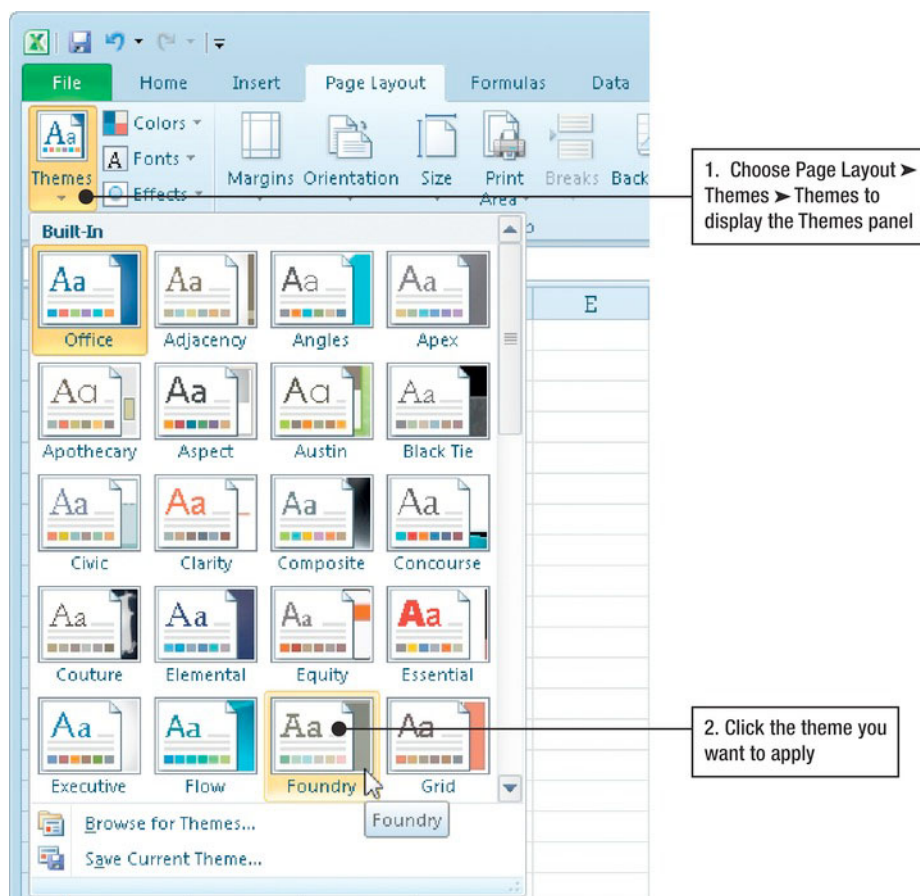 File Home Insert Page Layout Formulas Data
Aa Colors
A Fonts
Themes Effects Margins Orientation Size Print Area Breaks Back
1. Choose Page Layout ➤
Themes ➤ Themes to
display the Themes panel
Built-In
Aa Aa Aa Aa
Office Adjacency Angles Apex
E
Aa Aa Aa Aa
Apothecary Aspect Austin Black Tie
Aa Aa Aa Aa
Civic Clarity Composite Concourse
Aa Aa Aa Aa
Couture Elemental Equity Essential
Aa Aa Aa Aa
Executive Flow Foundry Grid
2. Click the theme you
want to apply
Browse for Themes... Foundry
Save Current Theme...